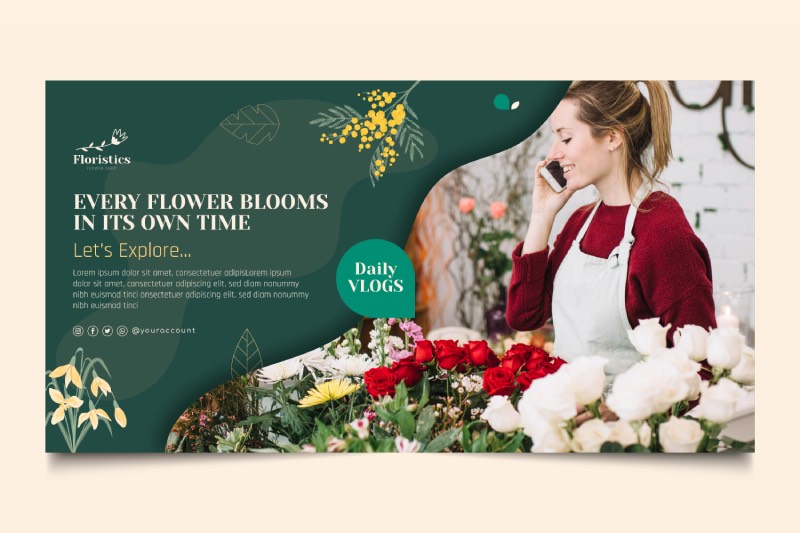 Floristics
FLOWER SHOP
EVERY FLOWER BLOOMS
IN ITS OWN TIME
Let's Explore...
Lorem ipsum dolor sit amet, consectetuer adipisLorem ipsum
dolor sit amet, consectetuer adipiscing elit, sed diam nonummy
nibh euismod tinci onsectetuer adipiscing elit, sed diam nonummy
nibh euismod tinci
@youraccount
Daily
VLOGS